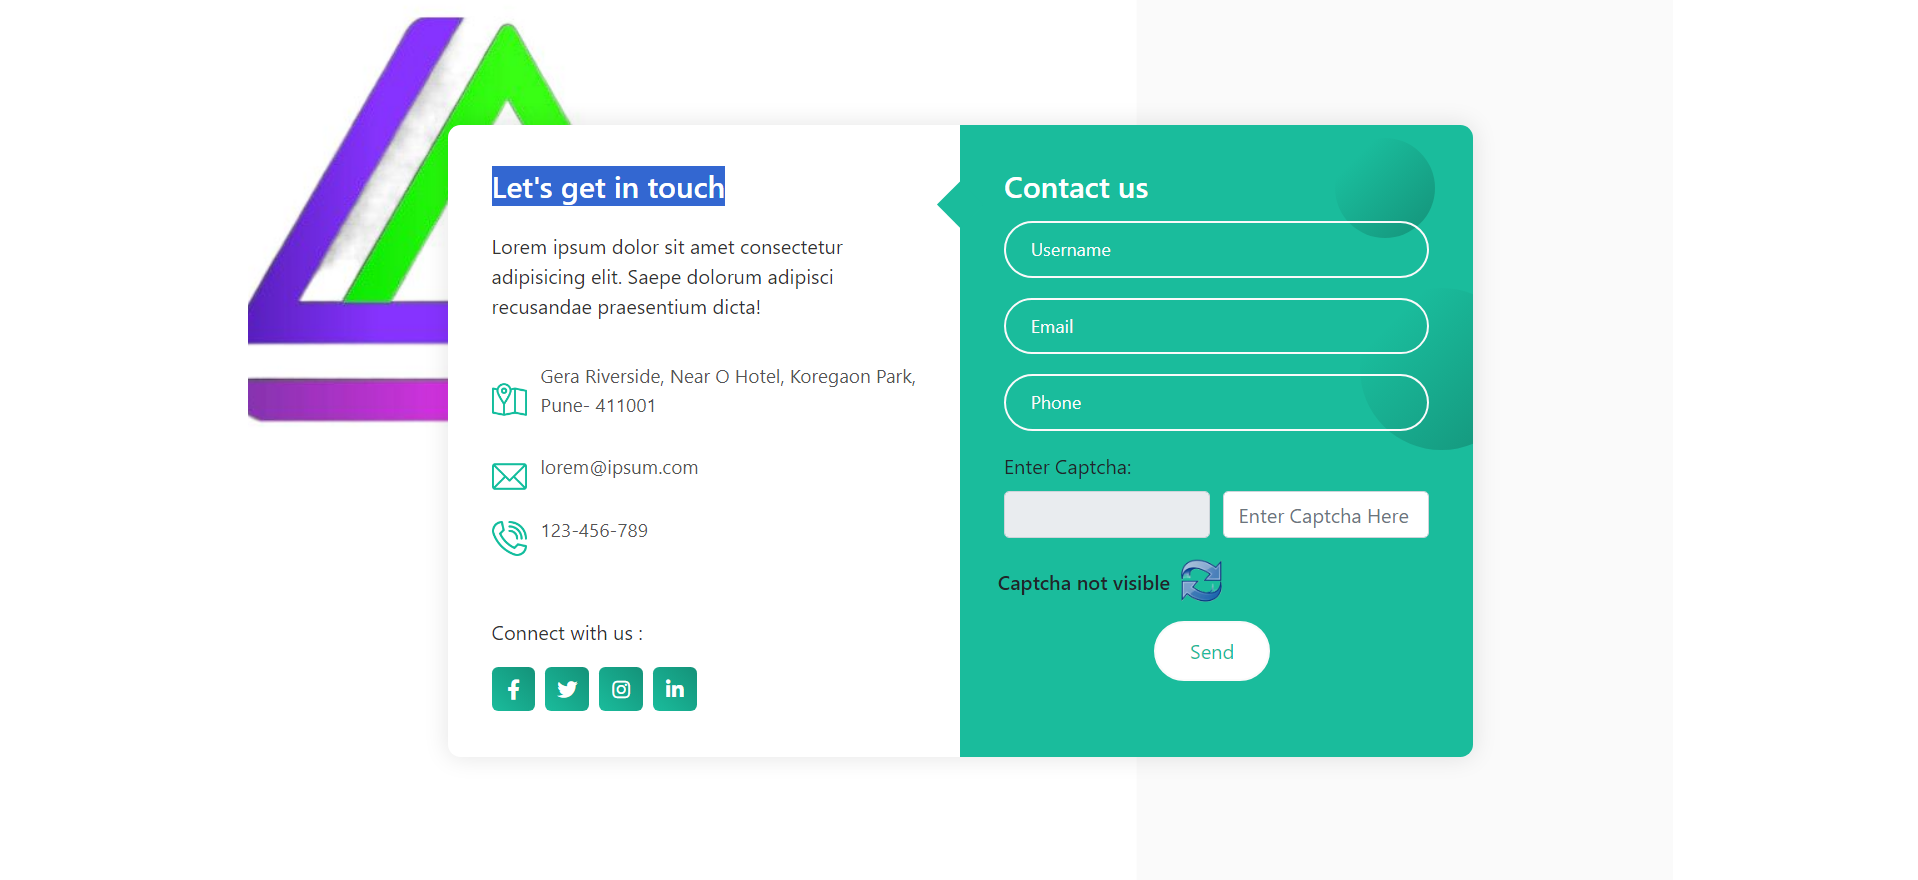 Let's get in touch
Lorem ipsum dolor sit amet consectetur
adipisicing elit. Saepe dolorum adipisci
recusandae praesentium dicta!
Gera Riverside, Near O Hotel, Koregaon Park,
Pune- 411001
lorem@ipsum.com
123-456-789
Connect with us :
Contact us
Username
Email
Phone
Enter Captcha:
Enter Captcha Here
Captcha not visible
Send